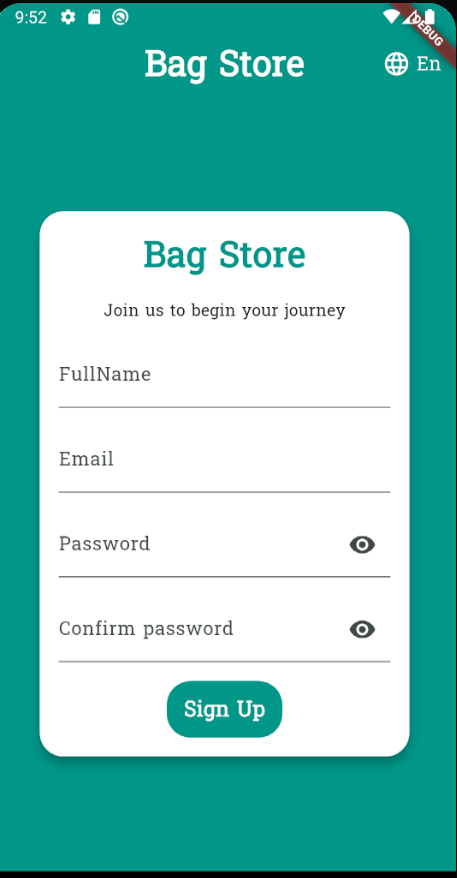 9:52
DEBUG
Bag Store
En
Bag Store
Join us to begin your journey
FullName
Email
Password
Confirm password
Sign Up